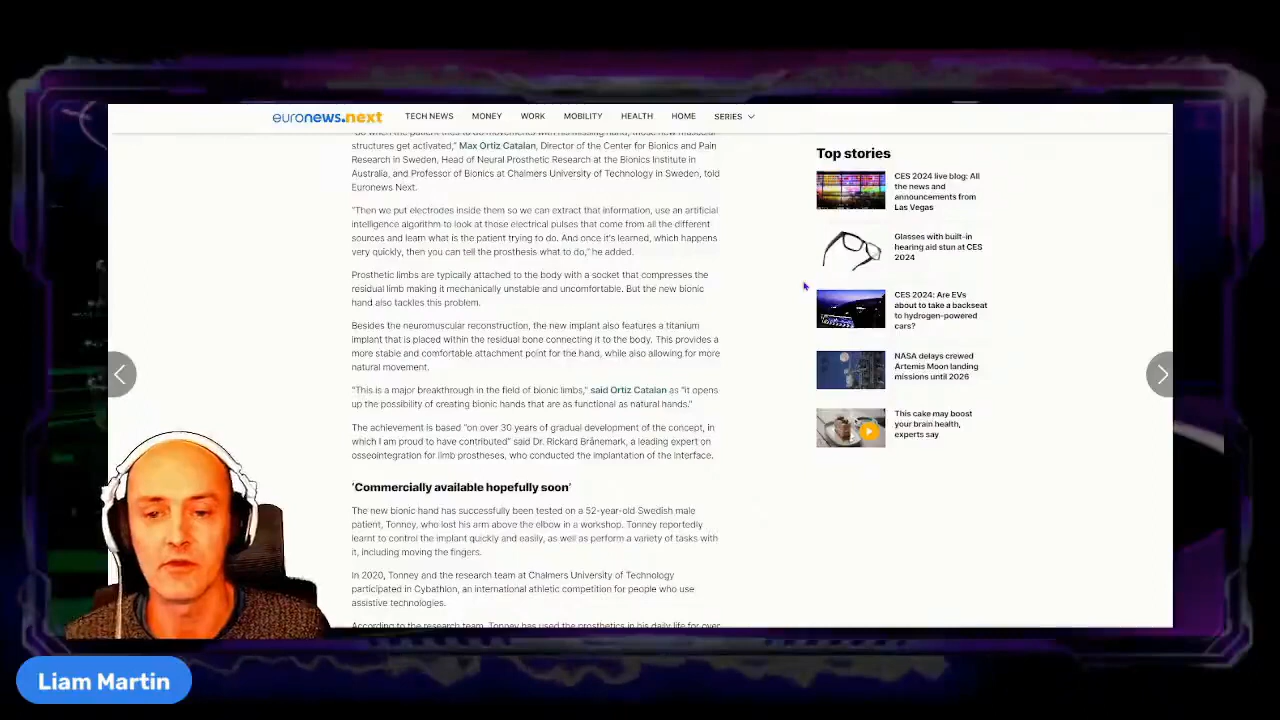 euronews.next
TECH NEWS MONEY WORK MOBILITY HEALTH HOME SERIES
structures get activated," Max Ortiz Catalan, Director of the Center for Bionics and Pain
Research in Sweden, Head of Neural Prosthetic Research at the Bionics Institute in
Australia, and Professor of Bionics at Chalmers University of Technology in Sweden, told
Euronews Next.
"Then we put electrodes inside them so we can extract that information, use an artificial
intelligence algorithm to look at those electrical pulses that come from all the different
sources and learn what is the patient trying to do. And once it's learned, which happens
very quickly, then you can tell the prosthesis what to do," he added.
Prosthetic limbs are typically attached to the body with a socket that compresses the
residual limb making it mechanically unstable and uncomfortable. But the new bionic
hand also tackles this problem.
Besides the neuromuscular reconstruction, the new implant also features a titanium
implant that is placed within the residual bone connecting it to the body. This provides a
more stable and comfortable attachment point for the hand, while also allowing for more
natural movement.
"This is a major breakthrough in the field of bionic limbs," said Ortiz Catalan as "it opens
up the possibility of creating bionic hands that are as functional as natural hands."
The achievement is based "on over 30 years of gradual development of the concept, in
which I am proud to have contributed" said Dr. Rickard Brånemark, a leading expert on
osseointegration for limb prostheses, who conducted the implantation of the interface.
'Commercially available hopefully soon'
The new bionic hand has successfully been tested on a 52-year-old Swedish male
patient, Tonney, who lost his arm above the elbow in a workshop. Tonney reportedly
learnt to control the implant quickly and easily, as well as perform a variety of tasks with
it, including moving the fingers.
In 2020, Tonney and the research team at Chalmers University of Technology
participated in Cybathlon, an international athletic competition for people who use
assistive technologies.
According to the research team, Tonney has used the prosthetics in his daily life for over
Top stories
CES 2024 live blog: All
the news and
announcements from
Las Vegas
Glasses with built-in
hearing aid stun at CES
2024
CES 2024: Are EVs
about to take a backseat
to hydrogen-powered
cars?
NASA delays crewed
Artemis Moon landing
missions until 2026
This cake may boost
your brain health,
experts say
Liam Martin